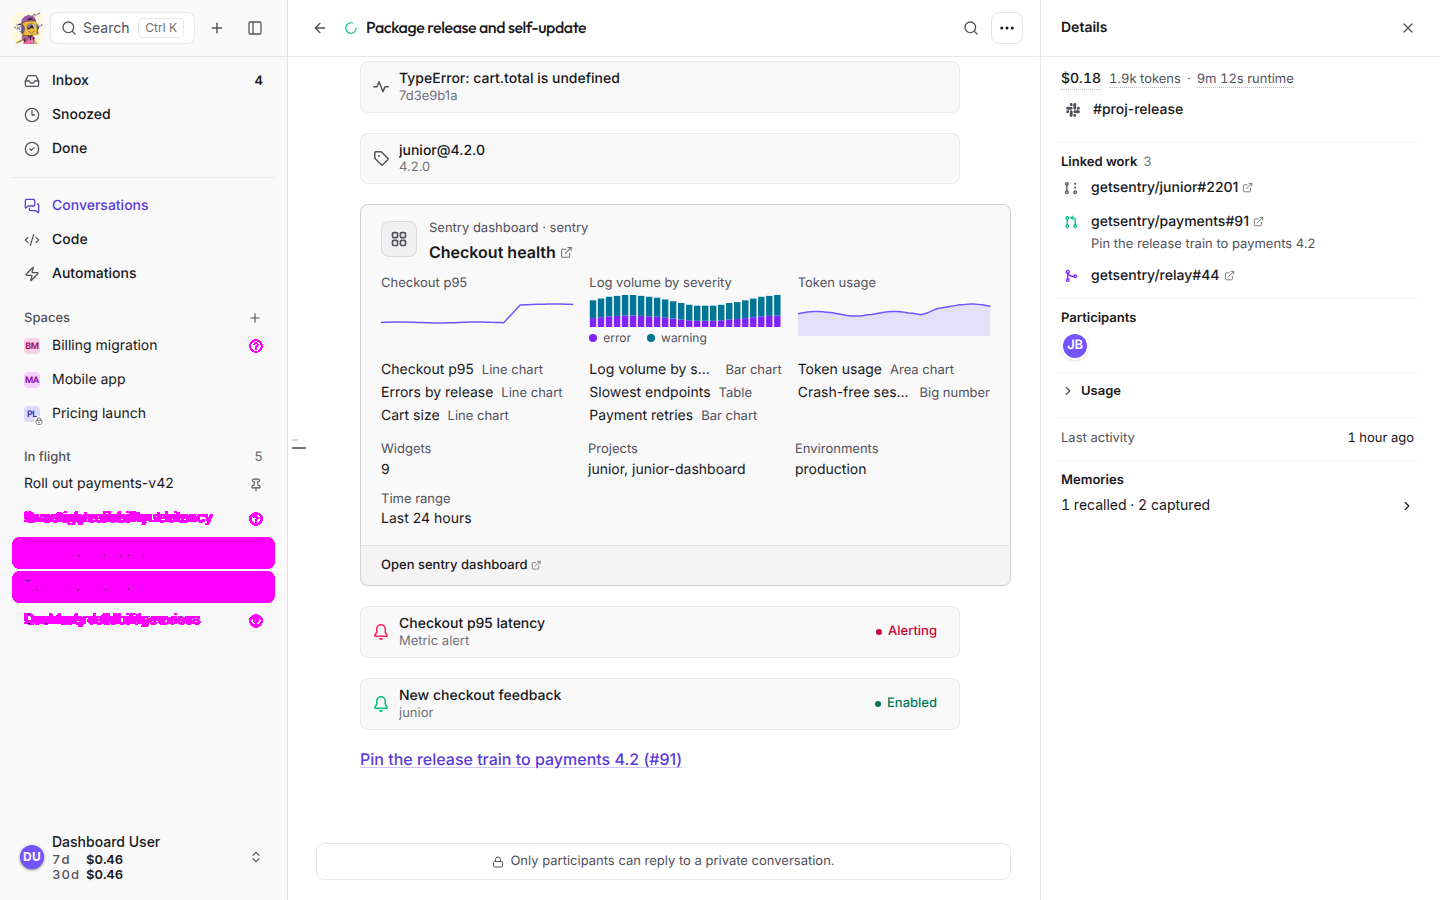 Search Ctrl K
Inbox 4
Snoozed
Done
Conversations
Code
Automations
Spaces
BM Billing migration
MA Mobile app
PL Pricing launch
In flight 5
Roll out payments-v42
DU Dashboard User
7d $0.46
30d $0.46
Package release and self-update
TypeError: cart.total is undefined
7d3e9b1a
junior@4.2.0
4.2.0
Sentry dashboard · sentry
Checkout health
Checkout p95 Log volume by severity Token usage
error warning
Checkout p95 Line chart Log volume by s... Bar chart Token usage Area chart
Errors by release Line chart Slowest endpoints Table Crash-free ses... Big number
Cart size Line chart Payment retries Bar chart
Widgets Projects Environments
9 junior, junior-dashboard production
Time range
Last 24 hours
Open sentry dashboard
Checkout p95 latency
Metric alert
Alerting
New checkout feedback
junior
Enabled
Pin the release train to payments 4.2 (#91)
Only participants can reply to a private conversation.
Details
$0.18 1.9k tokens · 9m 12s runtime
#proj-release
Linked work 3
getsentry/junior#2201
getsentry/payments#91
Pin the release train to payments 4.2
getsentry/relay#44
Participants
JB
Usage
Last activity 1 hour ago
Memories
1 recalled · 2 captured